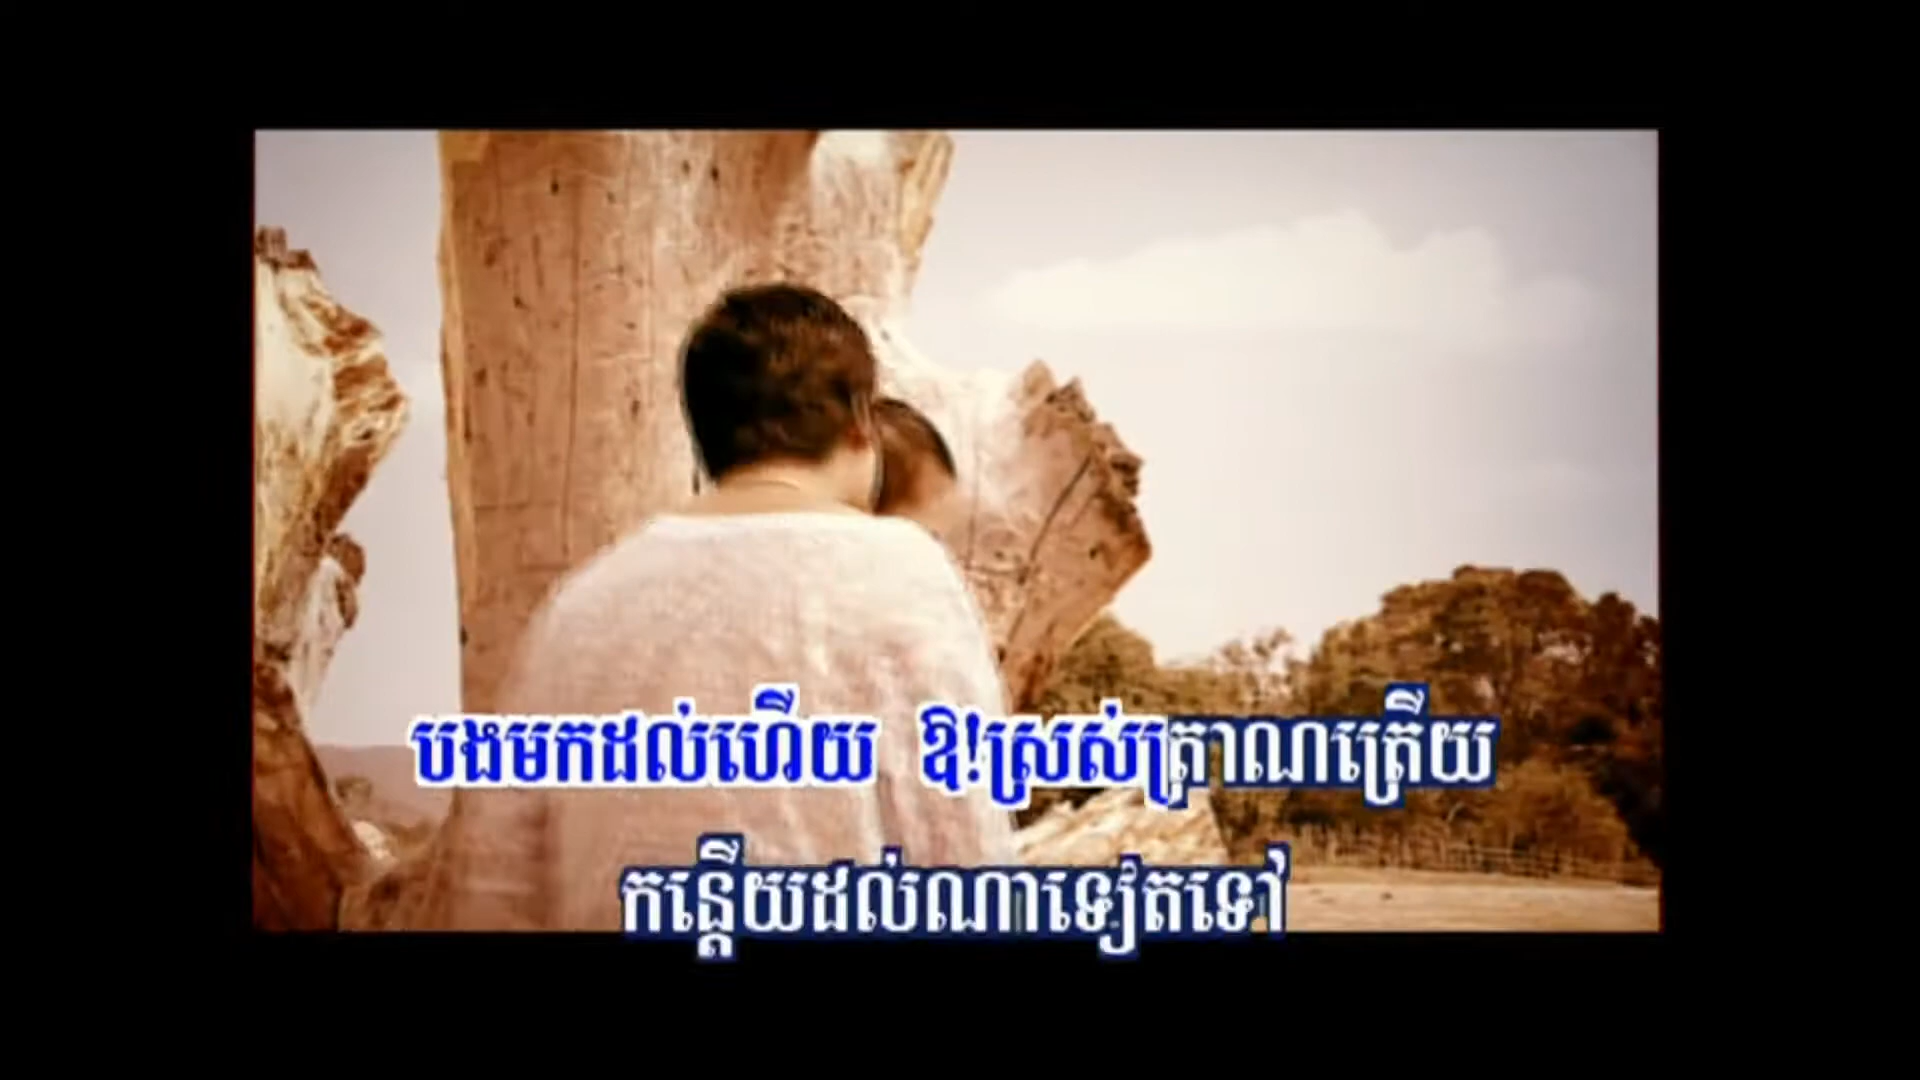 បងមកដល់ហើយ ឱ!ស្រស់ត្រាណត្រើយ
កន្តើយដល់ណាទៀតទៅ